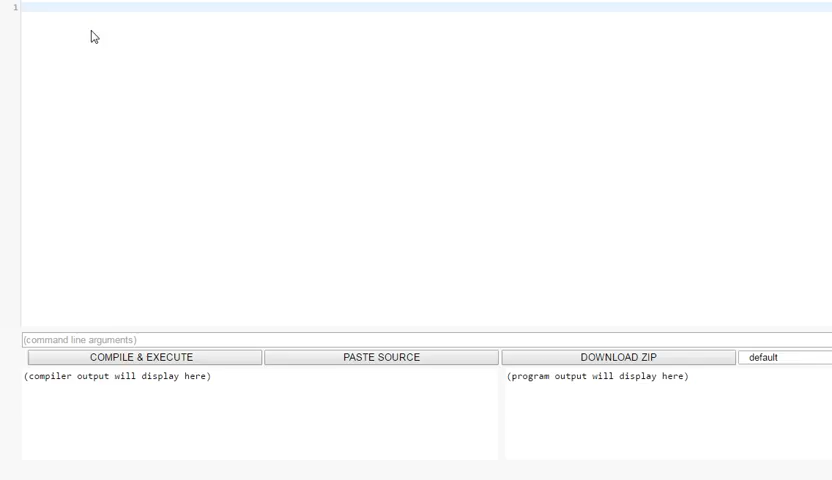 1
(command line arguments)
COMPILE & EXECUTE PASTE SOURCE DOWNLOAD ZIP default
(compiler output will display here) (program output will display here)